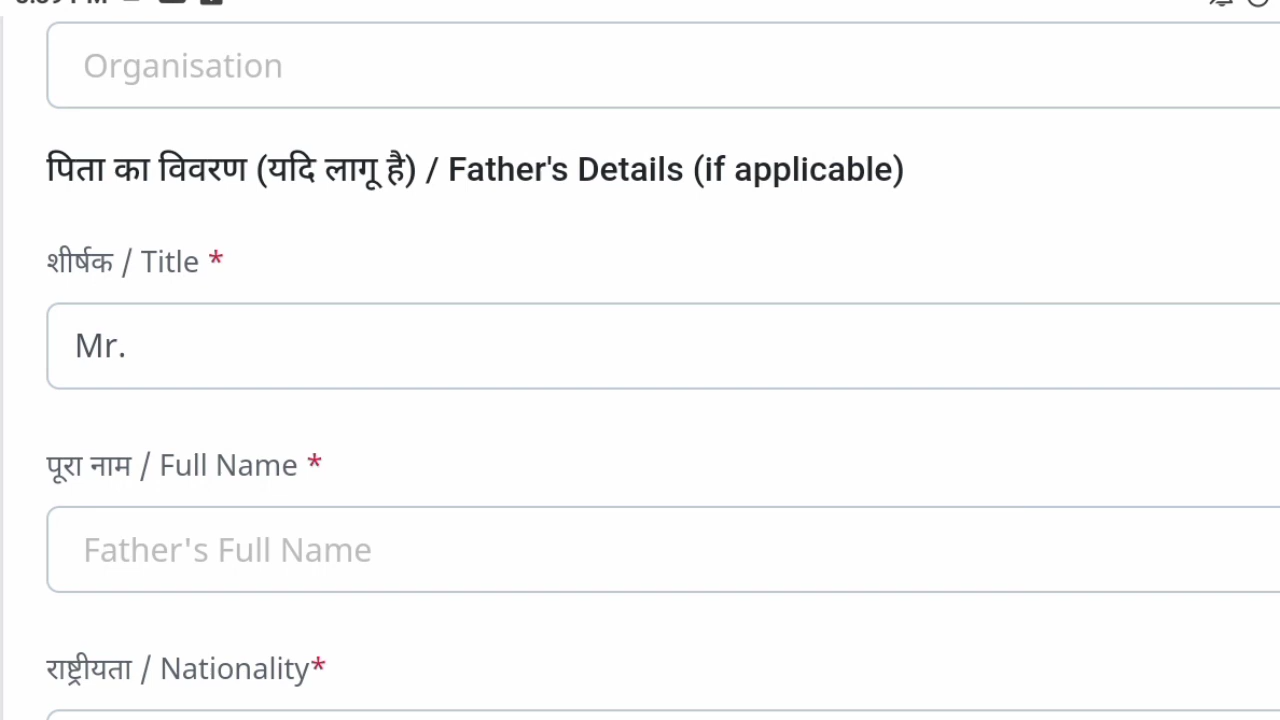 Organisation
पिता का विवरण (यदि लागू है) / Father's Details (if applicable)
शीर्षक / Title *
Mr.
पूरा नाम / Full Name *
Father's Full Name
राष्ट्रीयता / Nationality*